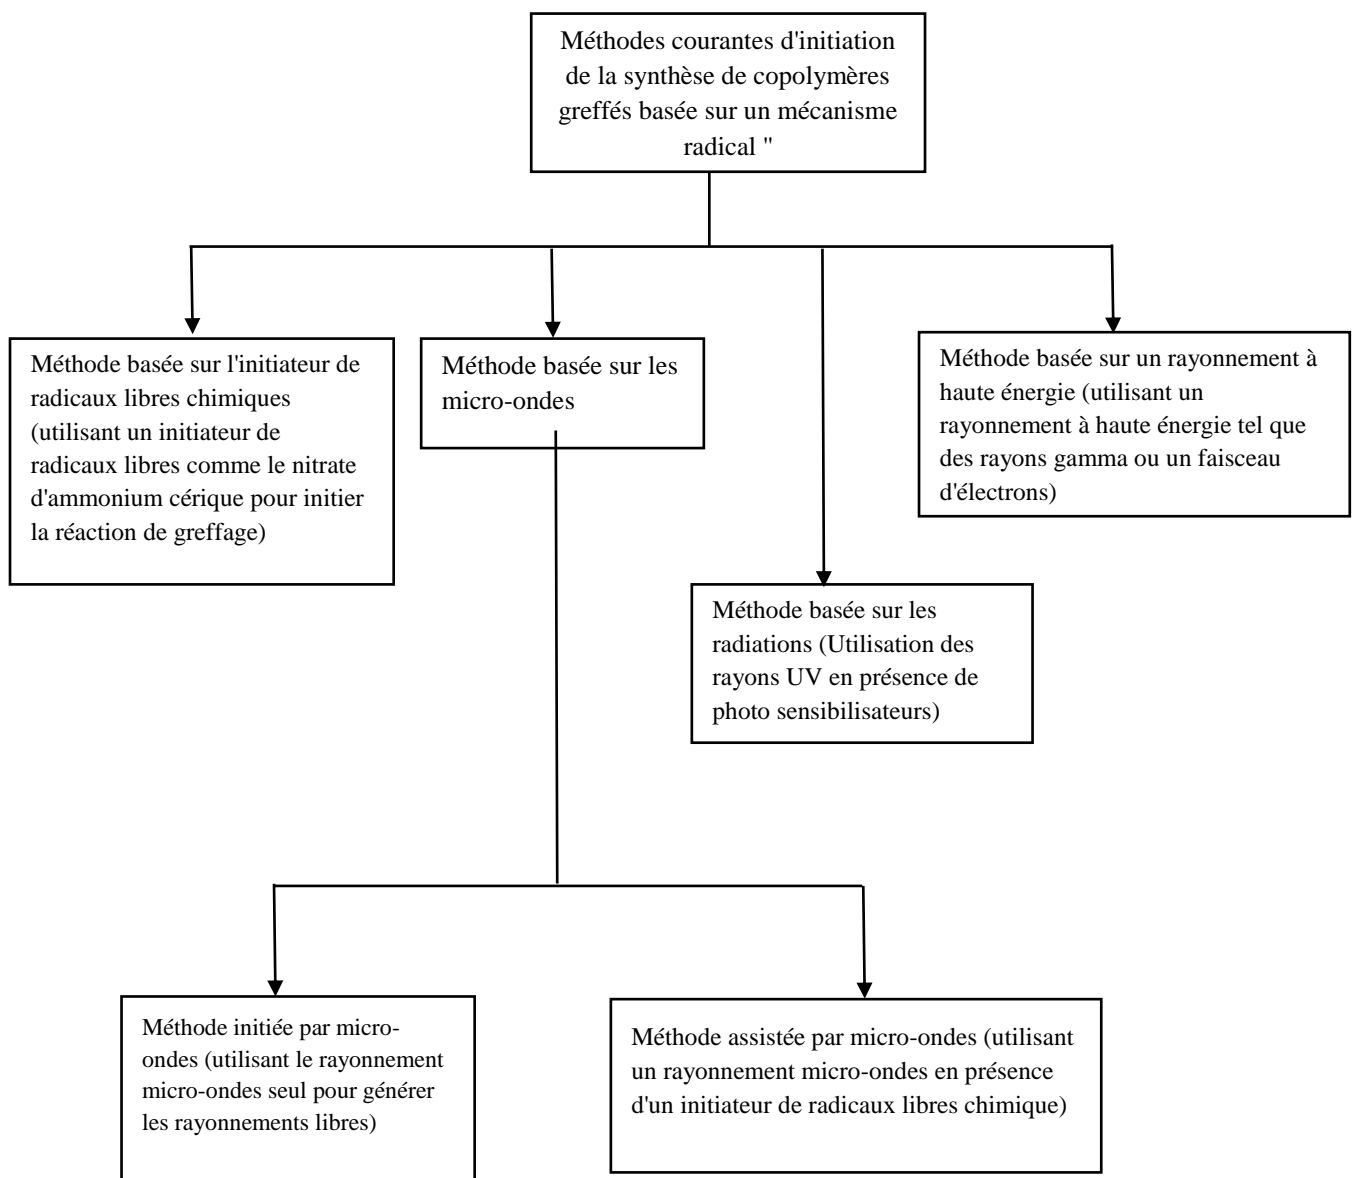 Méthodes courantes d'initiation
de la synthèse de copolymères
greffés basée sur un mécanisme
radical "
Méthode basée sur l'initiateur de
radicaux libres chimiques
(utilisant un initiateur de
radicaux libres comme le nitrate
d'ammonium cérique pour initier
la réaction de greffage)
Méthode basée sur les
micro-ondes
Méthode basée sur un rayonnement à
haute énergie (utilisant un
rayonnement à haute énergie tel que
des rayons gamma ou un faisceau
d'électrons)
Méthode basée sur les
radiations (Utilisation des
rayons UV en présence de
photo sensibilisateurs)
Méthode initiée par micro-
ondes (utilisant le rayonnement
micro-ondes seul pour générer
les rayonnements libres)
Méthode assistée par micro-ondes (utilisant
un rayonnement micro-ondes en présence
d'un initiateur de radicaux libres chimique)